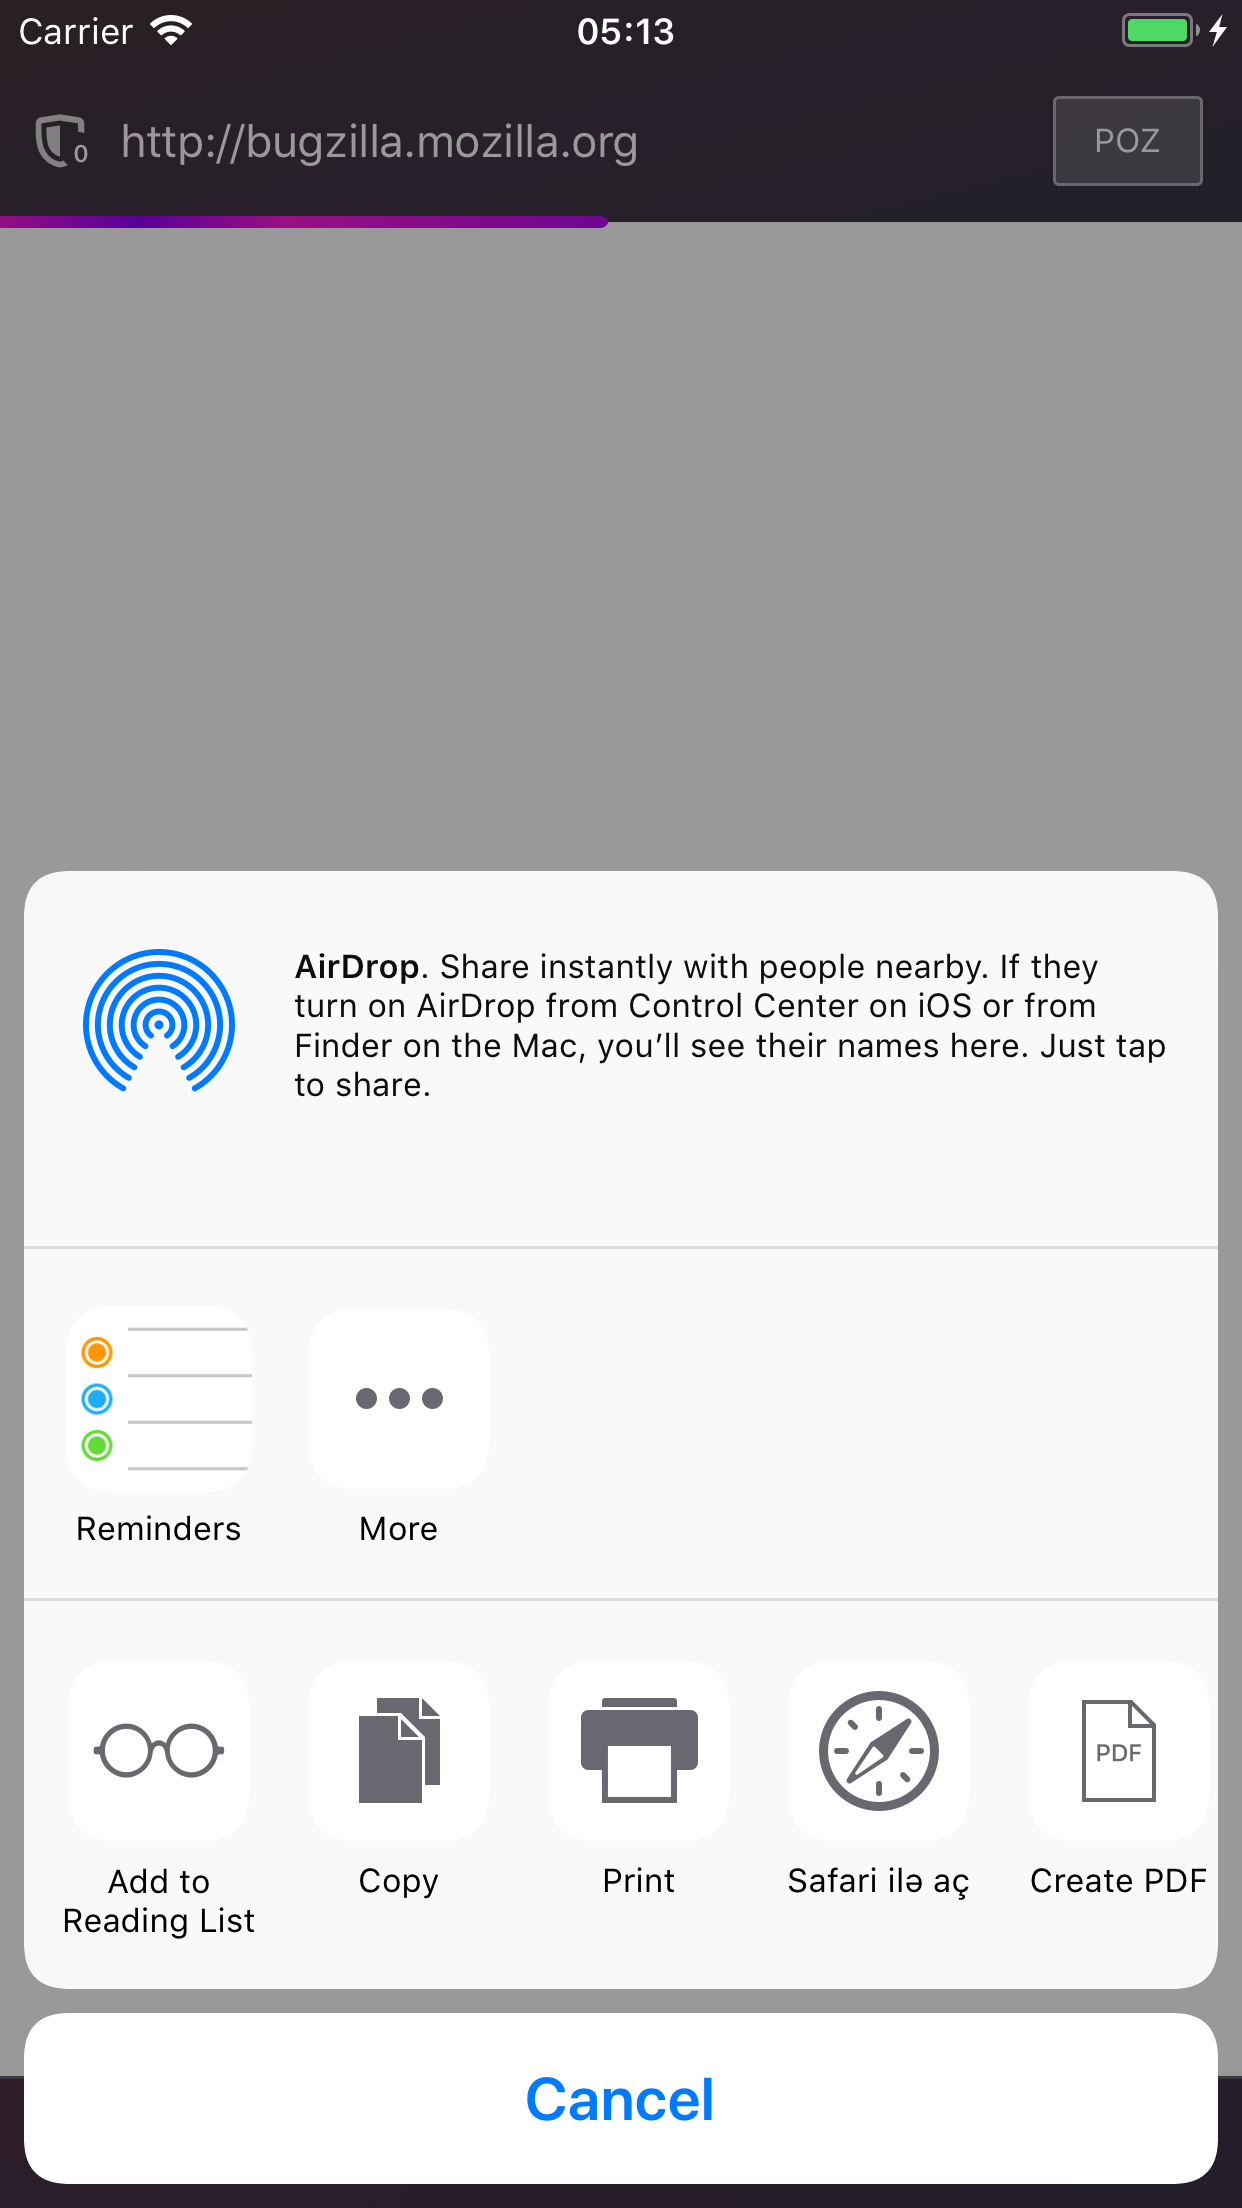 Carrier
05:13
0
http://bugzilla.mozilla.org
POZ
AirDrop. Share instantly with people nearby. If they
turn on AirDrop from Control Center on iOS or from
Finder on the Mac, you’ll see their names here. Just tap
to share.
Reminders
More
PDF
Add to
Reading List
Copy
Print
Safari ilə aç
Create PDF
Cancel